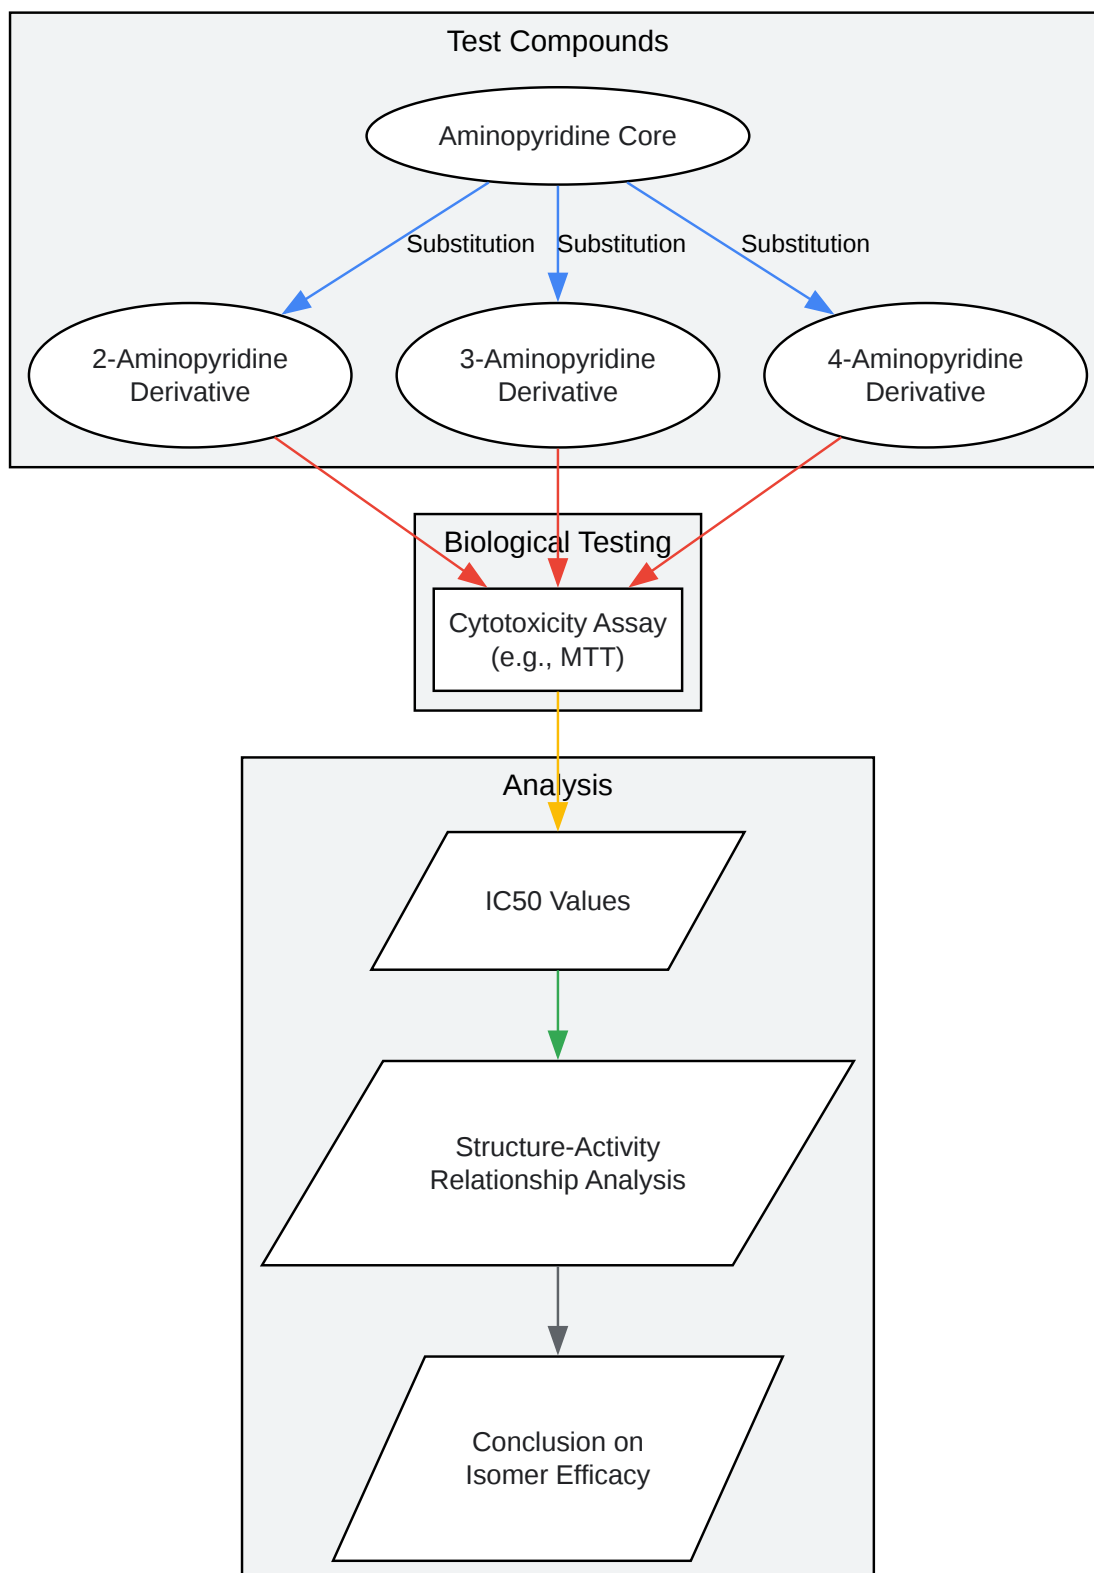 Test Compounds
Aminopyridine Core
Substitution
Substitution
Substitution
2-Aminopyridine
Derivative
3-Aminopyridine
Derivative
4-Aminopyridine
Derivative
Biological Testing
Cytotoxicity Assay
(e.g., MTT)
Analysis
IC50 Values
Structure-Activity
Relationship Analysis
Conclusion on
Isomer Efficacy